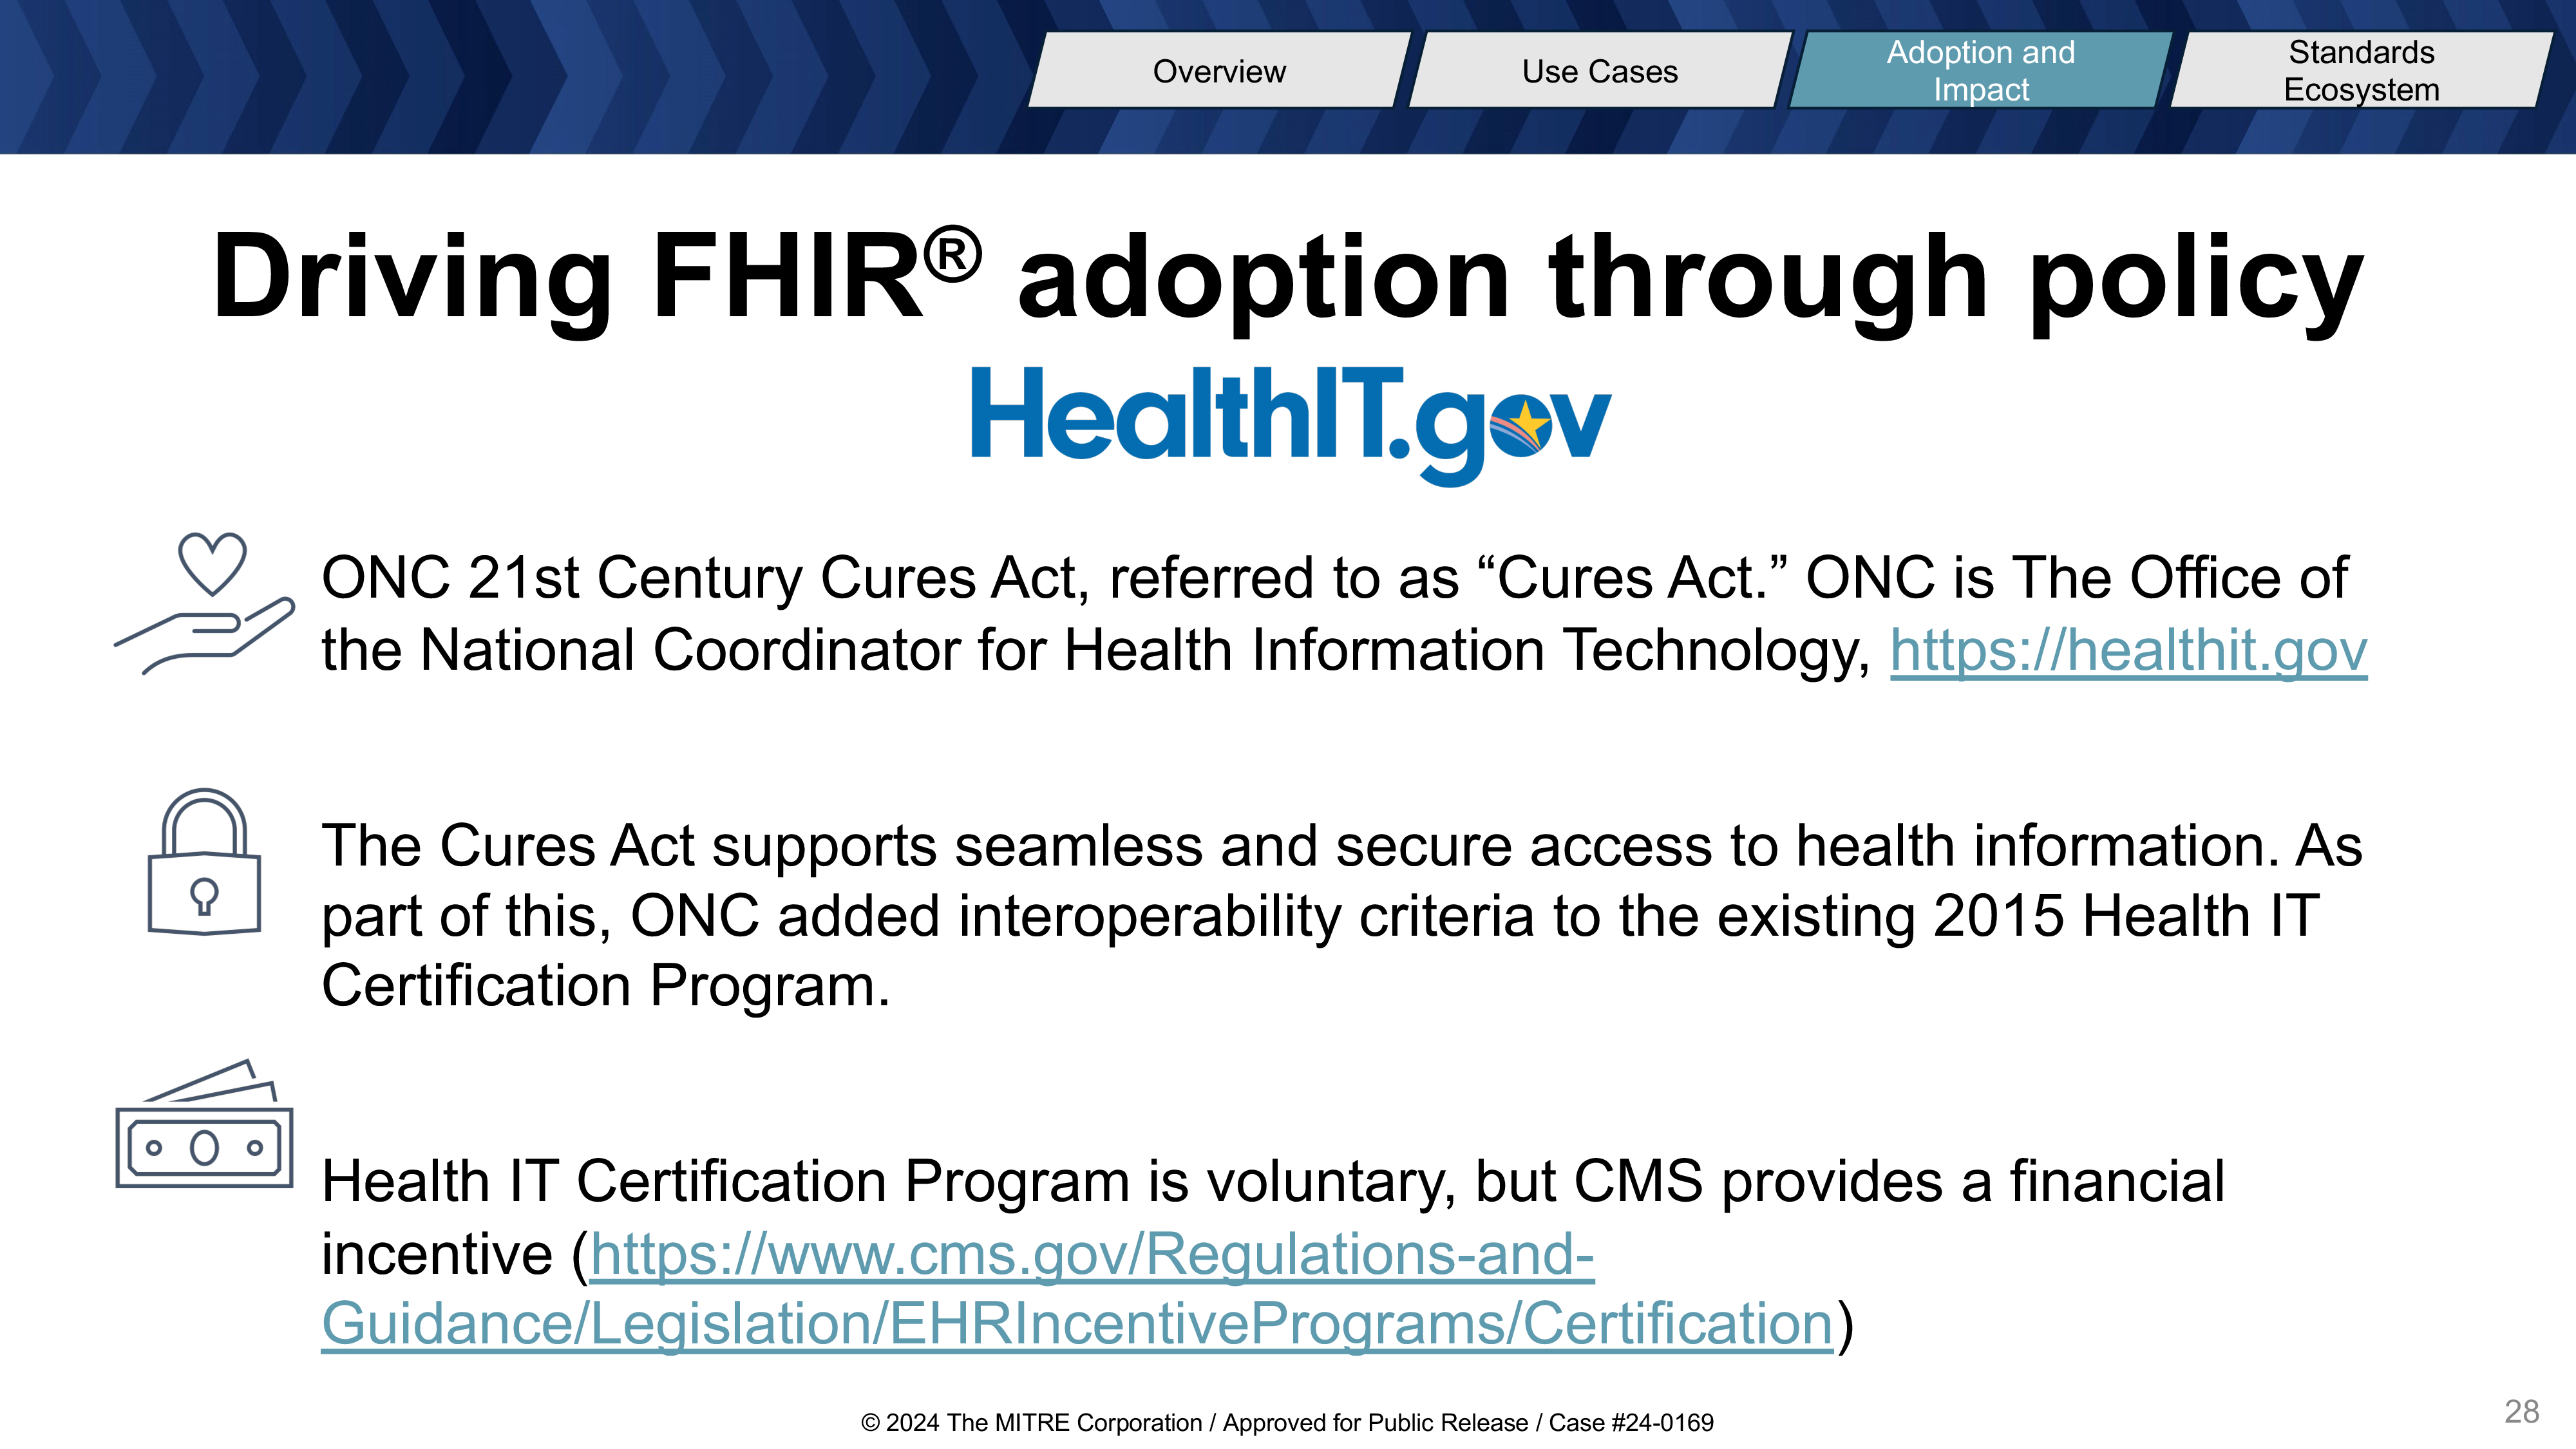 Overview
Use Cases
Adoption and
Impact
Standards
Ecosystem
Driving FHIR® adoption through policy
HealthIT.gov
ONC 21st Century Cures Act, referred to as “Cures Act.” ONC is The Office of
the National Coordinator for Health Information Technology, https://healthit.gov
The Cures Act supports seamless and secure access to health information. As
part of this, ONC added interoperability criteria to the existing 2015 Health IT
Certification Program.
Health IT Certification Program is voluntary, but CMS provides a financial
incentive (https://www.cms.gov/Regulations-and-
Guidance/Legislation/EHRIncentivePrograms/Certification)
© 2024 The MITRE Corporation / Approved for Public Release / Case #24-0169
28